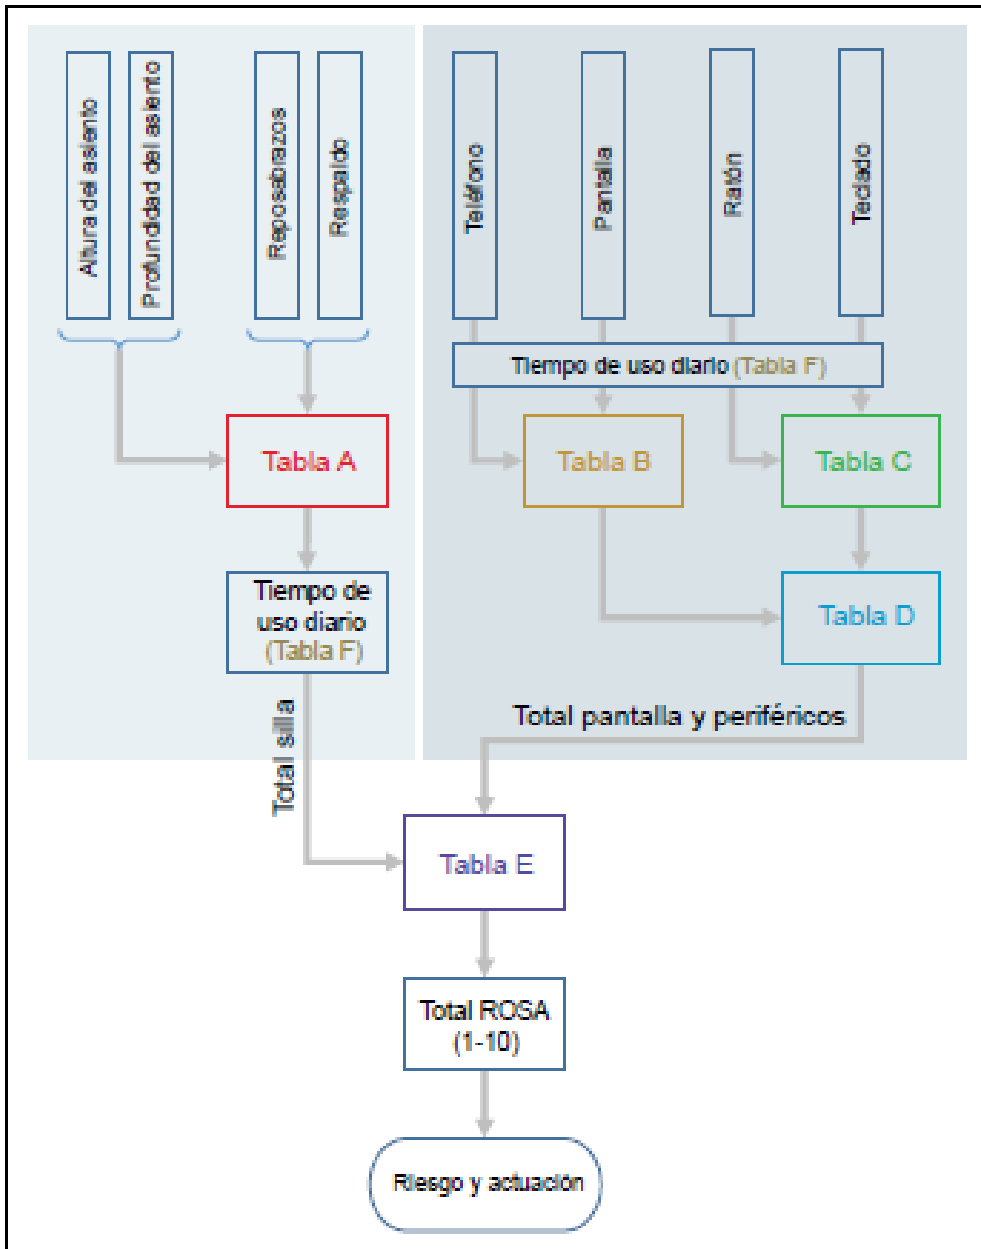 Altura del asiento
Profundidad del asiento
Reposabrazos
Respaldo
Teléfono
Pantalla
Ratón
Teclado
Tiempo de uso diario (Tabla F)
Tabla A
Tabla B
Tabla C
Tiempo de
uso diario
(Tabla F)
Tabla D
Total silla
Total pantalla y periféricos
Tabla E
Total ROSA
(1-10)
Riesgo y actuación